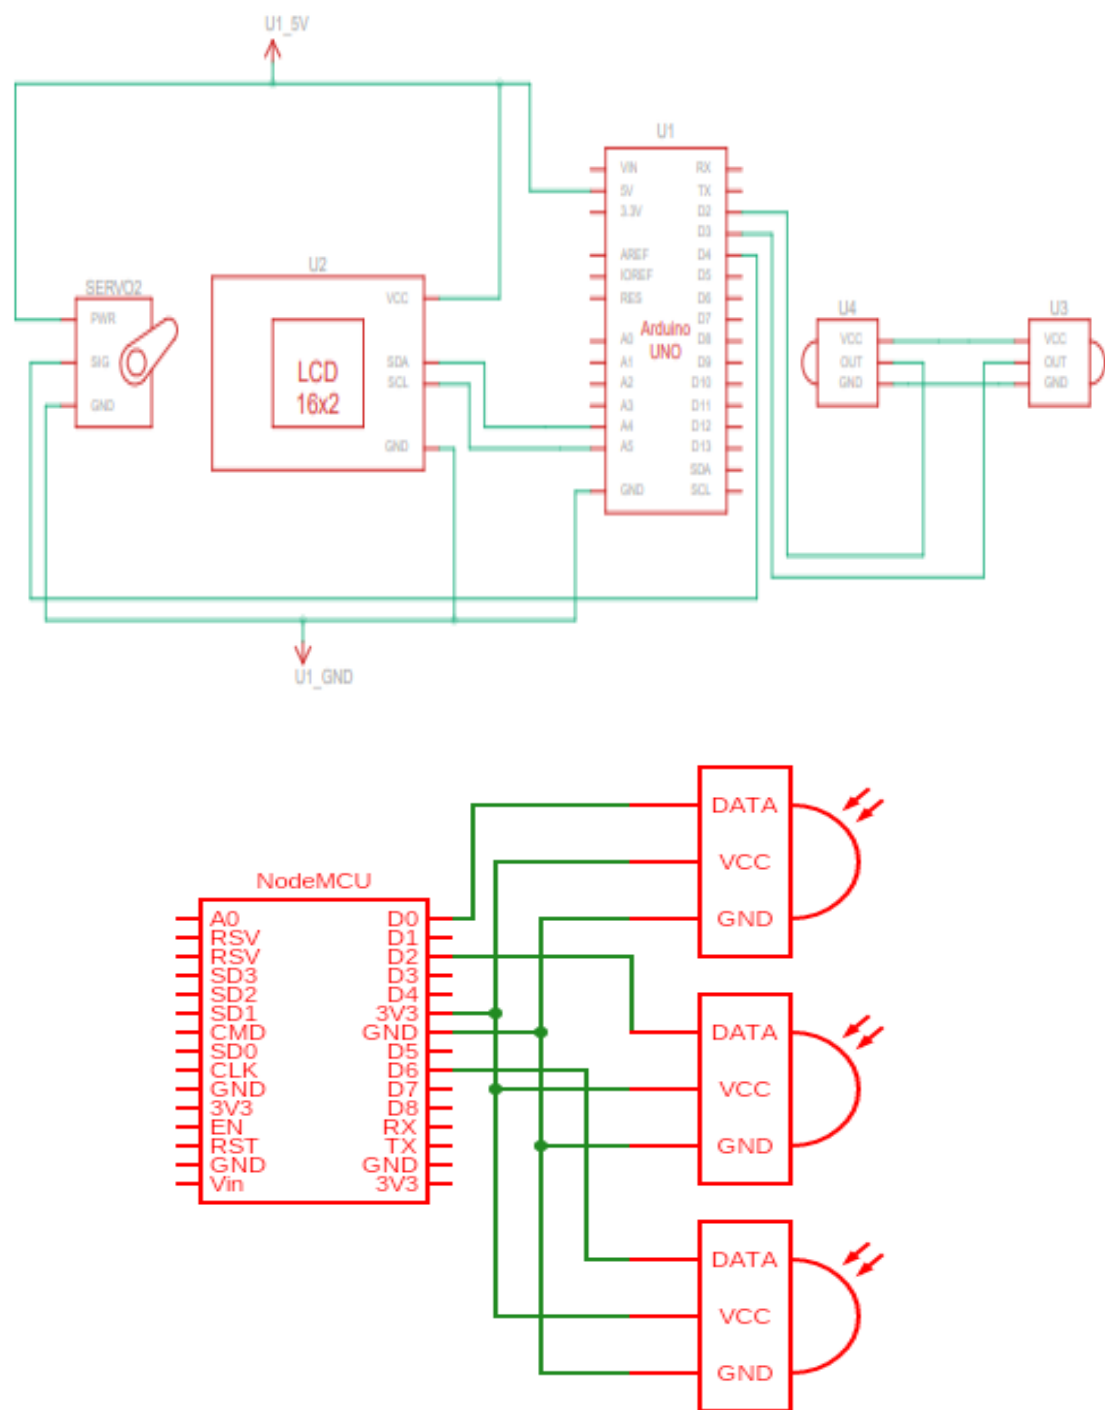 U1_5V
U1
VIN RX
5V TX
3.3V D2
D3
AREF D4
IOREF D5
RES D6
D7
A0 D8
A1 D9
A2 D10
A3 D11
A4 D12
A5 D13
SDA
GND SCL
Arduino
UNO
SERVO2
PWR
SIG
GND
U2
VCC
SDA
SCL
GND
LCD
16x2
U4
VCC
OUT
GND
U3
VCC
OUT
GND
U1_GND
NodeMCU
A0 D0
RSV D1
RSV D2
SD3 D3
SD2 D4
SD1 3V3
CMD GND
SD0 D5
CLK D6
GND D7
3V3 D8
EN RX
RST TX
GND GND
Vin 3V3
DATA
VCC
GND
DATA
VCC
GND
DATA
VCC
GND